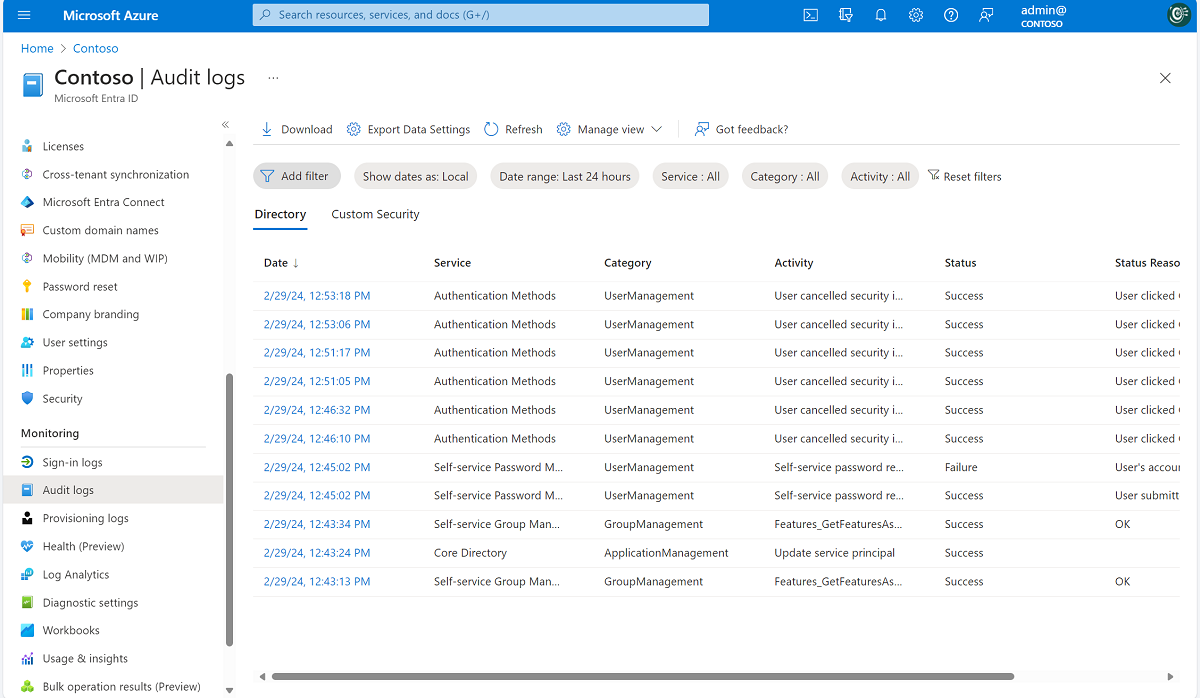 Microsoft Azure
Search resources, services, and docs (G+/)
admin@
CONTOSO
Home > Contoso
Contoso | Audit logs ...
Microsoft Entra ID
Licenses
Cross-tenant synchronization
Microsoft Entra Connect
Custom domain names
Mobility (MDM and WIP)
Password reset
Company branding
User settings
Properties
Security
Monitoring
Sign-in logs
Audit logs
Provisioning logs
Health (Preview)
Log Analytics
Diagnostic settings
Workbooks
Usage & insights
Bulk operation results (Preview)
Download Export Data Settings Refresh Manage view Got feedback?
Add filter Show dates as: Local Date range: Last 24 hours Service : All Category : All Activity : All Reset filters
Directory Custom Security
Date ↓ Service Category Activity Status Status Reaso
2/29/24, 12:53:18 PM Authentication Methods UserManagement User cancelled security i... Success User clicked
2/29/24, 12:53:06 PM Authentication Methods UserManagement User cancelled security i... Success User clicked
2/29/24, 12:51:17 PM Authentication Methods UserManagement User cancelled security i... Success User clicked
2/29/24, 12:51:05 PM Authentication Methods UserManagement User cancelled security i... Success User clicked
2/29/24, 12:46:32 PM Authentication Methods UserManagement User cancelled security i... Success User clicked
2/29/24, 12:46:10 PM Authentication Methods UserManagement User cancelled security i... Success User clicked
2/29/24, 12:45:02 PM Self-service Password M... UserManagement Self-service password re... Failure User's accou
2/29/24, 12:45:02 PM Self-service Password M... UserManagement Self-service password re... Success User submitt
2/29/24, 12:43:34 PM Self-service Group Man... GroupManagement Features_GetFeaturesAs... Success OK
2/29/24, 12:43:24 PM Core Directory ApplicationManagement Update service principal Success
2/29/24, 12:43:13 PM Self-service Group Man... GroupManagement Features_GetFeaturesAs... Success OK